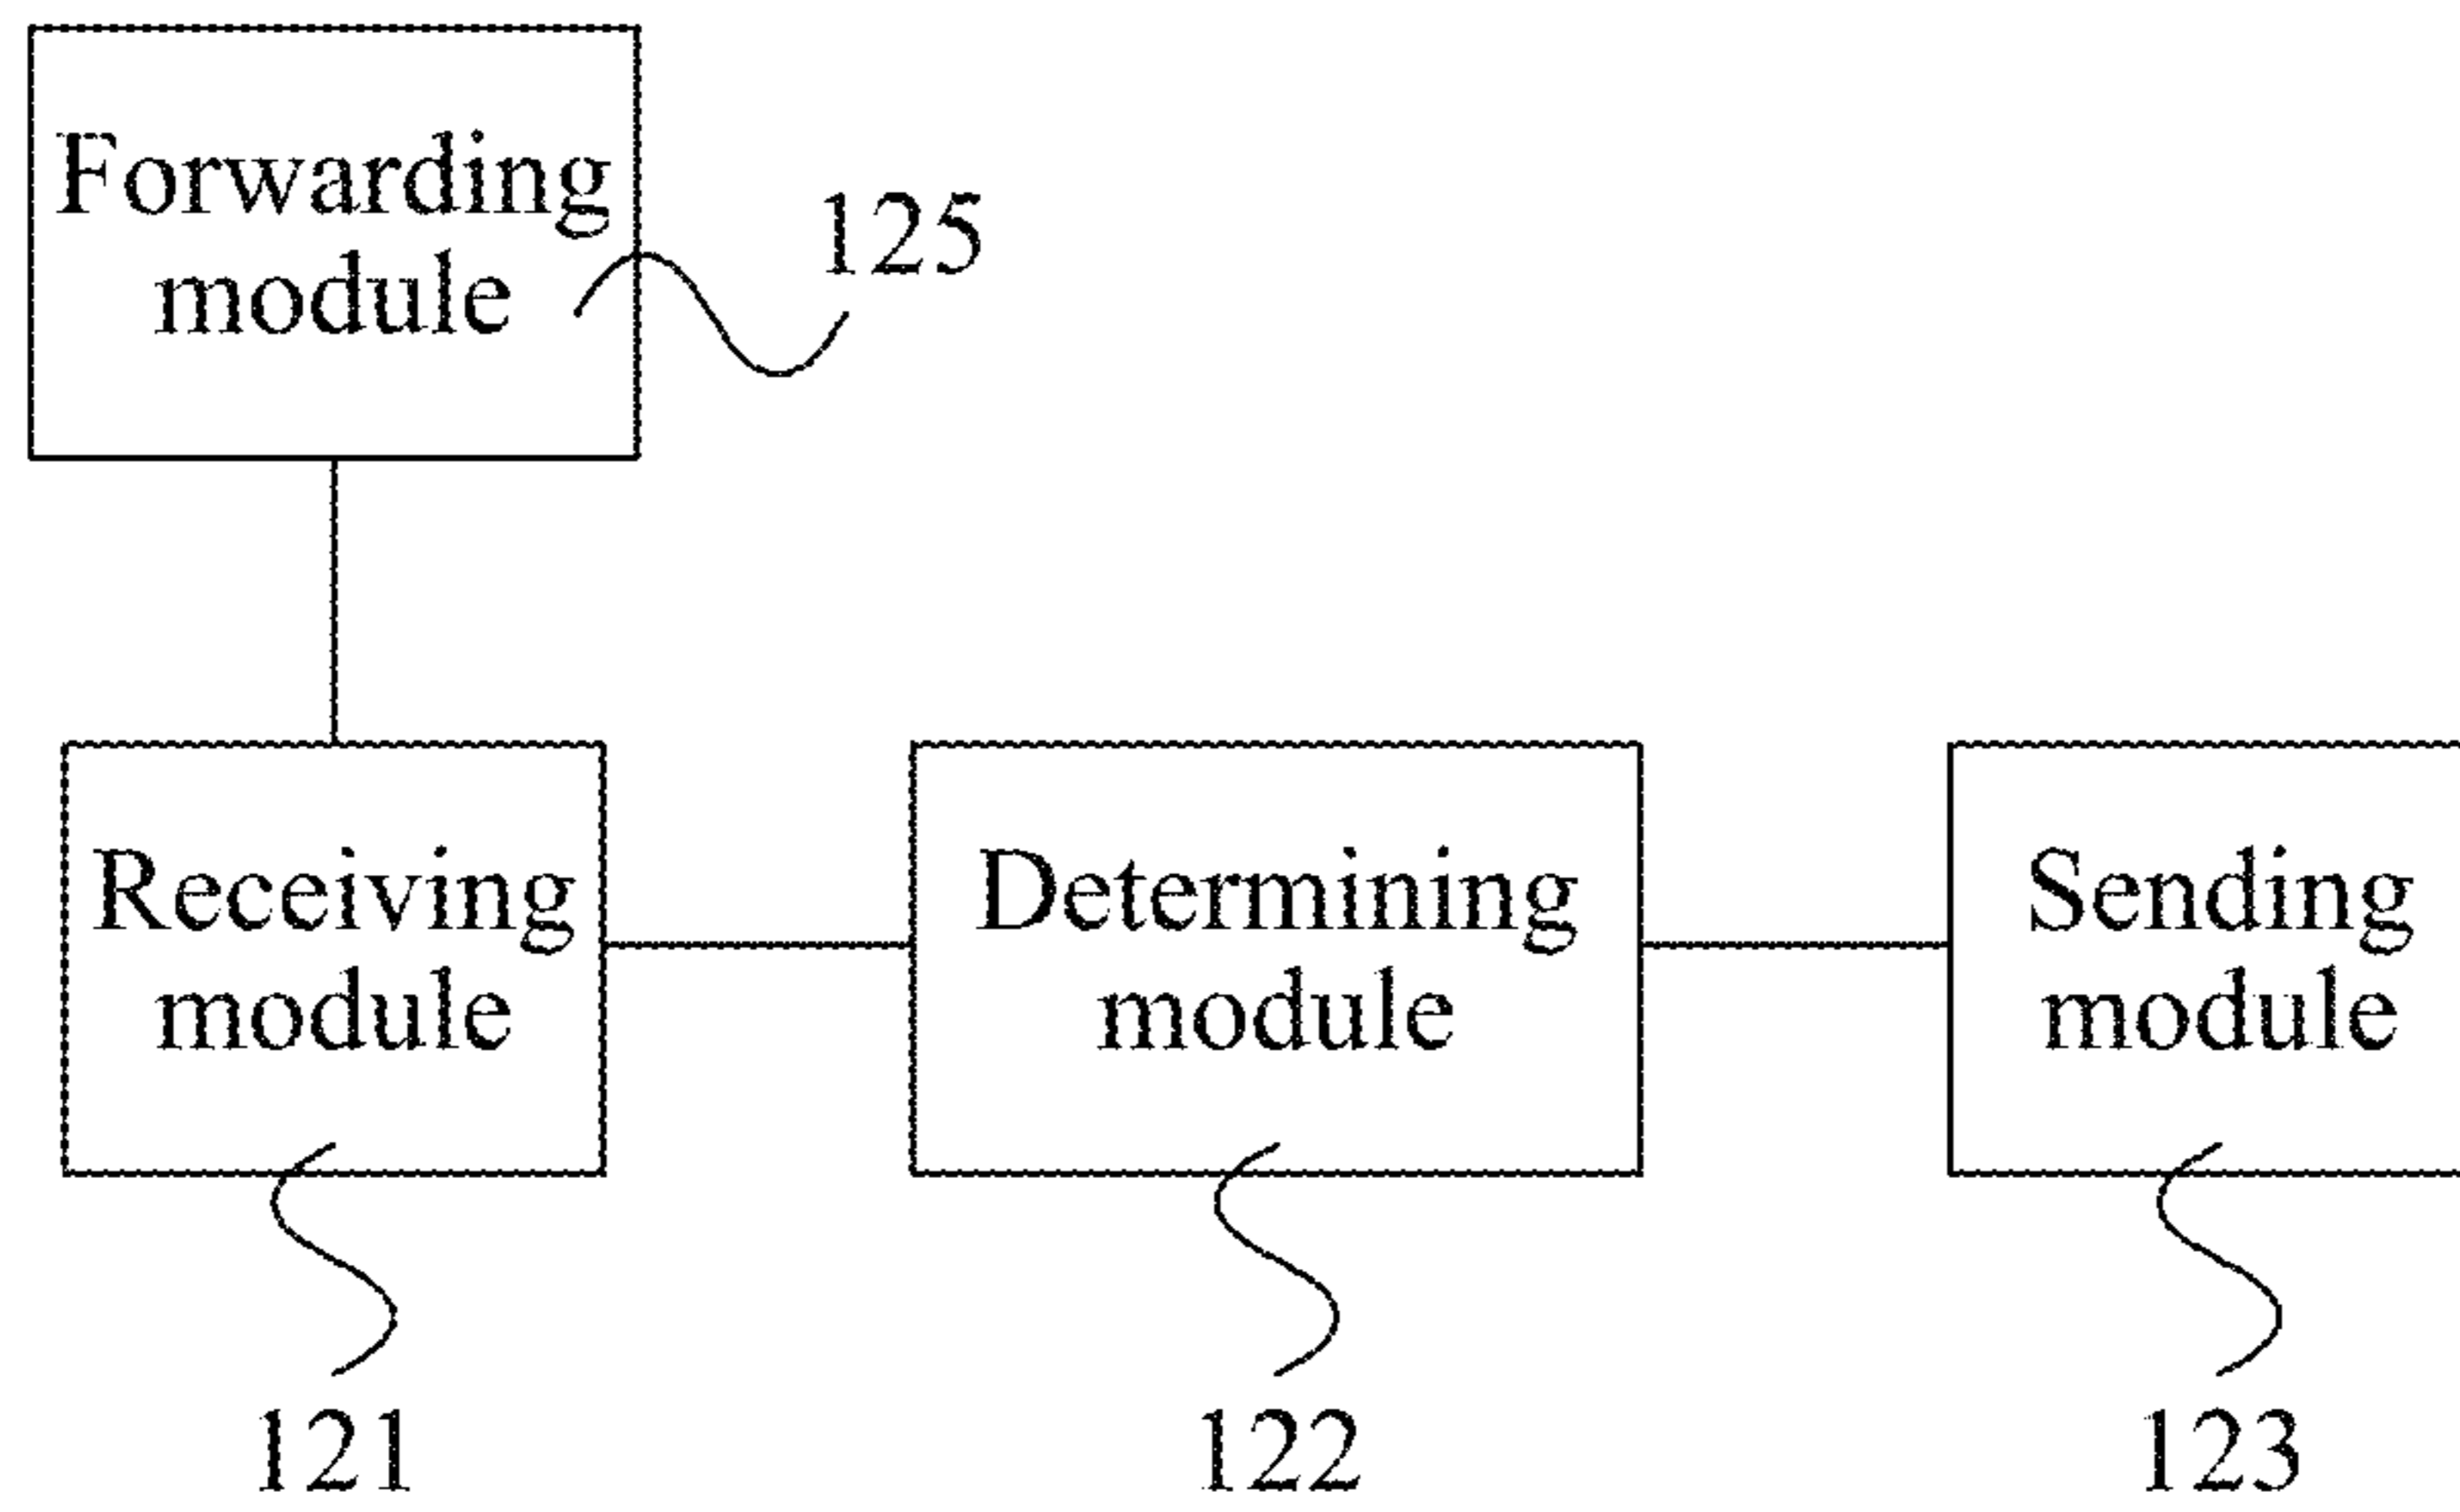 Forwarding
module
125
Receiving
module
Determining
module
Sending
module
121
122
123